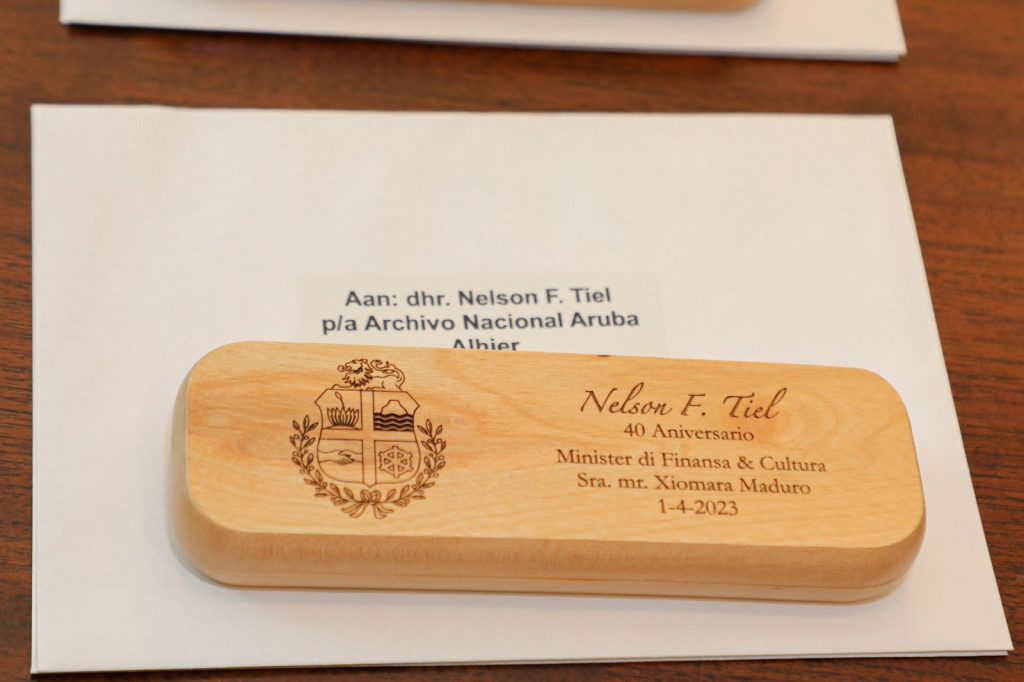 Aan: dhr. Nelson F. Tiel
p/a Archivo Nacional Aruba
Alhier
Nelson F. Tiel
40 Aniversario
Minister di Finansa & Cultura
Sra. mr. Xiomara Maduro
1-4-2023